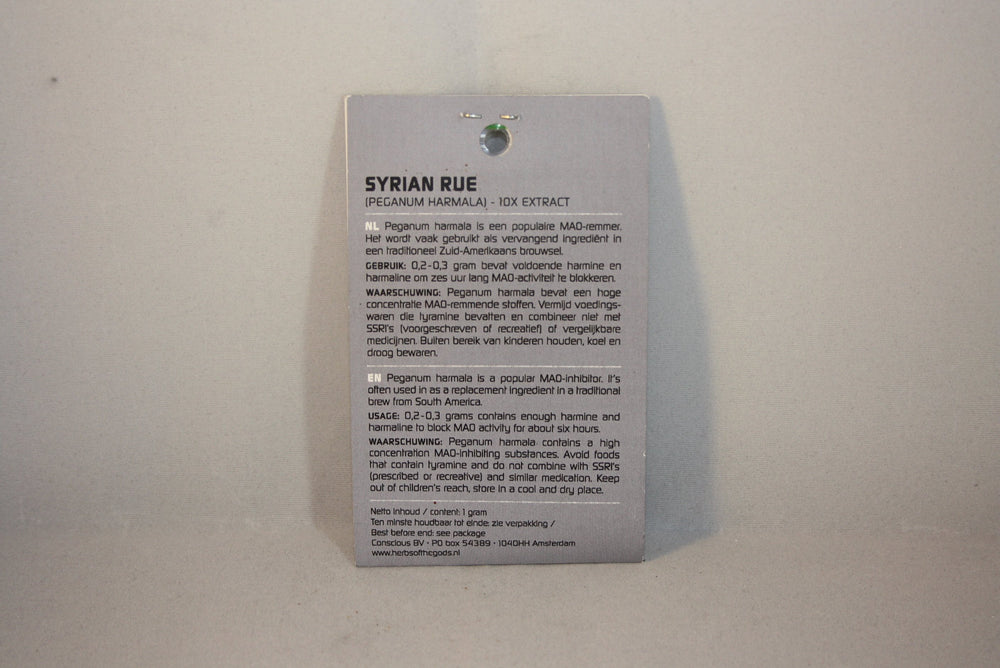 SYRIAN RUE
(PEGANUM HARMALA) - 10X EXTRACT
NL Peganum harmala is een populaire MAO-remmer.
Het wordt vaak gebruikt als vervangend ingrediënt in
een traditioneel Zuid-Amerikaans brouwsel.
GEBRUIK: 0,2-0,3 gram bevat voldoende harmine en
harmaline om zes uur lang MAO-activiteit te blokkeren.
WAARSCHUWING: Peganum harmala bevat een hoge
concentratie MAO-remmende stoffen. Vermijd voedings-
waren die tyramine bevatten en combineer niet met
SSRI's (voorgeschreven of recreatief) of vergelijkbare
medicijnen. Buiten bereik van kinderen houden, koel en
droog bewaren.
EN Peganum harmala is a popular MAO-inhibitor. It's
often used in as a replacement ingredient in a traditional
brew from South America.
USAGE: 0,2-0,3 grams contains enough harmine and
harmaline to block MAO activity for about six hours.
WAARSCHUWING: Peganum harmala contains a high
concentration MAO-inhibiting substances. Avoid foods
that contain tyramine and do not combine with SSRI's
(prescribed or recreative) and similar medication. Keep
out of children's reach, store in a cool and dry place.
Netto inhoud / content: 1 gram
Ten minste houdbaar tot einde: zie verpakking /
Best before end: see package
Conscious BV • PO box 54389 • 1040HH Amsterdam
www.herbsofthegods.nl